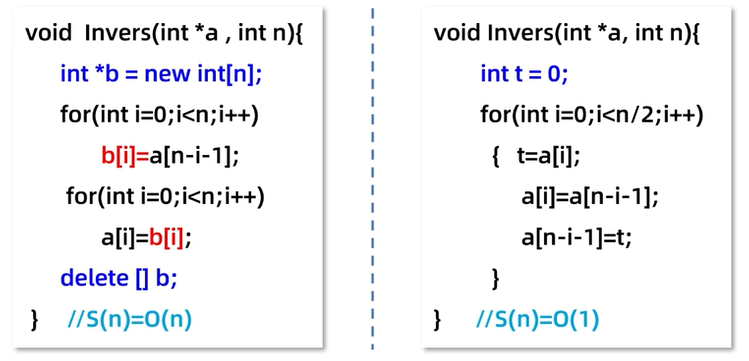 void  Invers(int *a , int n){
int *b = new int[n];
for(int i=0;i<n;i++)
b[i]=a[n-i-1];
for(int i=0;i<n;i++)
a[i]=b[i];
delete [] b;
}   //S(n)=O(n)
void Invers(int *a, int n){
int t = 0;
for(int i=0;i<n/2;i++)
{  t=a[i];
a[i]=a[n-i-1];
a[n-i-1]=t;
}
}   //S(n)=O(1)